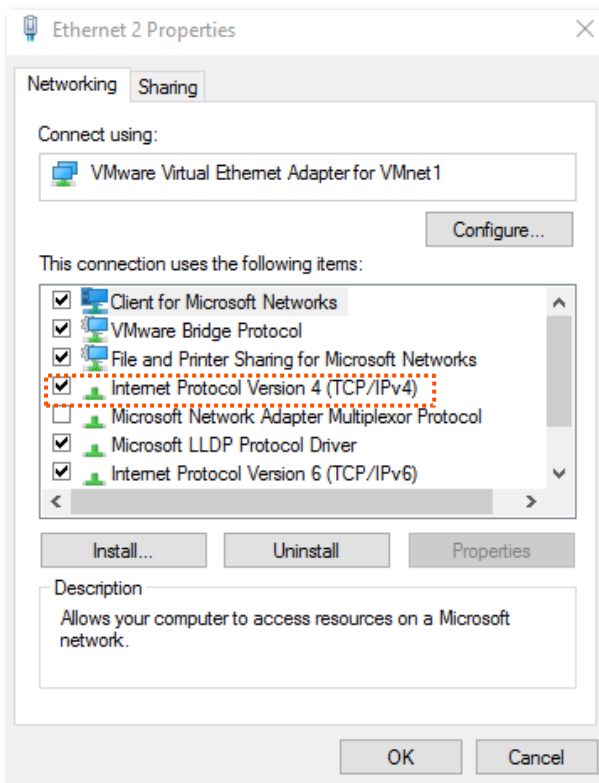 Ethernet 2 Properties
Networking
Sharing
Connect using:
VMware Virtual Ethernet Adapter for VMnet1
Configure...
This connection uses the following items:
Client for Microsoft Networks
VMware Bridge Protocol
File and Printer Sharing for Microsoft Networks
Internet Protocol Version 4 (TCP/IPv4)
Microsoft Network Adapter Multiplexor Protocol
Microsoft LLDP Protocol Driver
Internet Protocol Version 6 (TCP/IPv6)
Install...
Uninstall
Properties
Description
Allows your computer to access resources on a Microsoft
network.
OK
Cancel